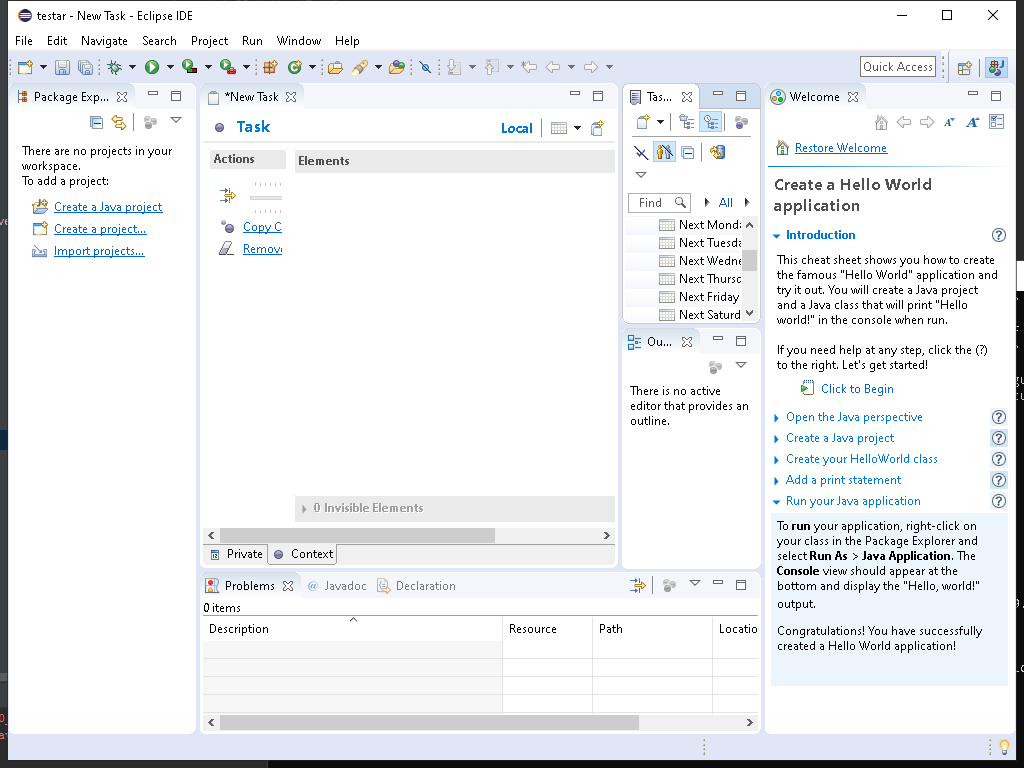 testar - New Task - Eclipse IDE
File Edit Navigate Search Project Run Window Help
Quick Access
Package Exp...
There are no projects in your
workspace.
To add a project:
Create a Java project
Create a project...
Import projects...
*New Task
Task
Local
Actions
Elements
Copy C
Remov
0 Invisible Elements
Private Context
Tas...
Find All
Next Mond
Next Tuesda
Next Wedne
Next Thursc
Next Friday
Next Saturd
Ou...
There is no active
editor that provides an
outline.
Problems @ Javadoc Declaration
0 items
Description Resource Path Locatio
Welcome
Restore Welcome
Create a Hello World
application
Introduction
This cheat sheet shows you how to create
the famous "Hello World" application and
try it out. You will create a Java project
and a Java class that will print "Hello
world!" in the console when run.
If you need help at any step, click the (?)
to the right. Let's get started!
Click to Begin
Open the Java perspective
Create a Java project
Create your HelloWorld class
Add a print statement
Run your Java application
To run your application, right-click on
your class in the Package Explorer and
select Run As > Java Application. The
Console view should appear at the
bottom and display the "Hello, world!"
output.
Congratulations! You have successfully
created a Hello World application!